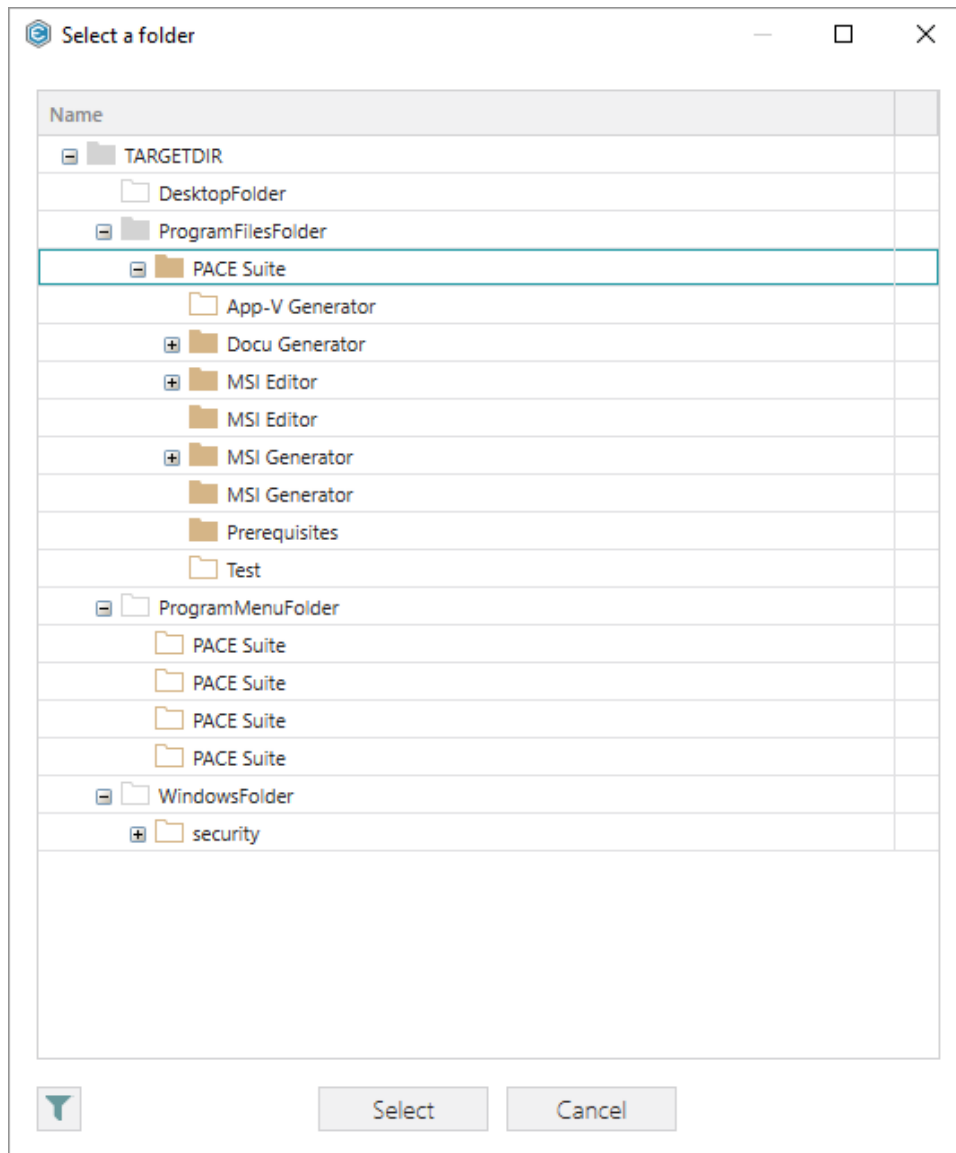 Select a folder
Name
TARGETDIR
DesktopFolder
ProgramFilesFolder
PACE Suite
App-V Generator
Docu Generator
MSI Editor
MSI Editor
MSI Generator
MSI Generator
Prerequisites
Test
ProgramMenuFolder
PACE Suite
PACE Suite
PACE Suite
PACE Suite
WindowsFolder
security
Select Cancel